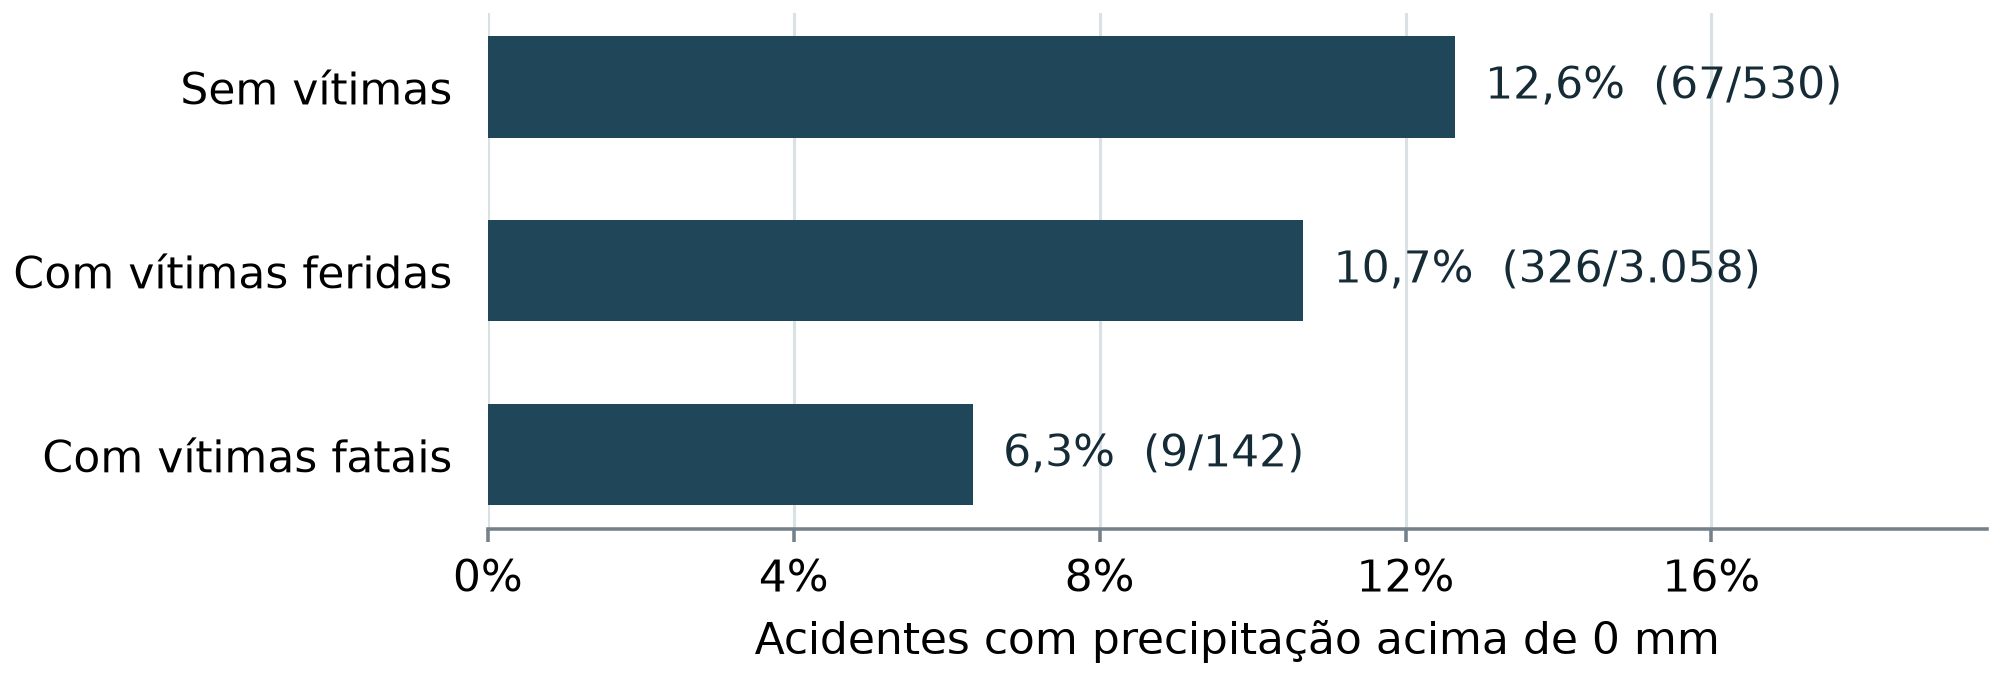 Sem vítimas
12,6% (67/530)
Com vítimas feridas
10,7% (326/3.058)
Com vítimas fatais
6,3% (9/142)
0% 4% 8% 12% 16%
Acidentes com precipitação acima de 0 mm